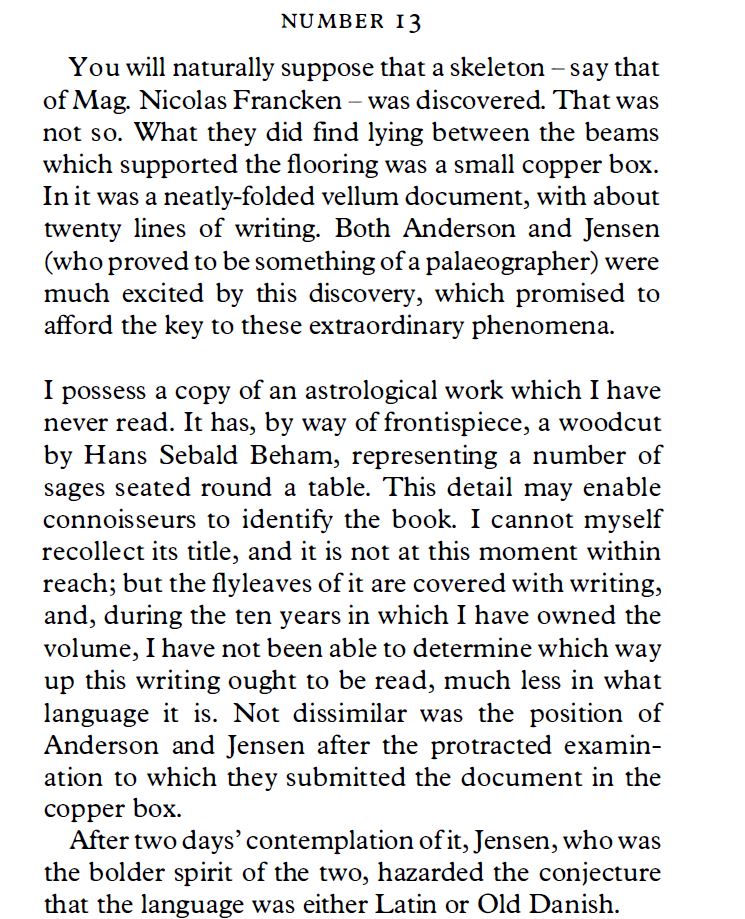 NUMBER 13
You will naturally suppose that a skeleton – say that
of Mag. Nicolas Francken – was discovered. That was
not so. What they did find lying between the beams
which supported the flooring was a small copper box.
In it was a neatly-folded vellum document, with about
twenty lines of writing. Both Anderson and Jensen
(who proved to be something of a palaeographer) were
much excited by this discovery, which promised to
afford the key to these extraordinary phenomena.
I possess a copy of an astrological work which I have
never read. It has, by way of frontispiece, a woodcut
by Hans Sebald Beham, representing a number of
sages seated round a table. This detail may enable
connoisseurs to identify the book. I cannot myself
recollect its title, and it is not at this moment within
reach; but the flyleaves of it are covered with writing,
and, during the ten years in which I have owned the
volume, I have not been able to determine which way
up this writing ought to be read, much less in what
language it is. Not dissimilar was the position of
Anderson and Jensen after the protracted examin-
ation to which they submitted the document in the
copper box.
After two days’ contemplation of it, Jensen, who was
the bolder spirit of the two, hazarded the conjecture
that the language was either Latin or Old Danish.